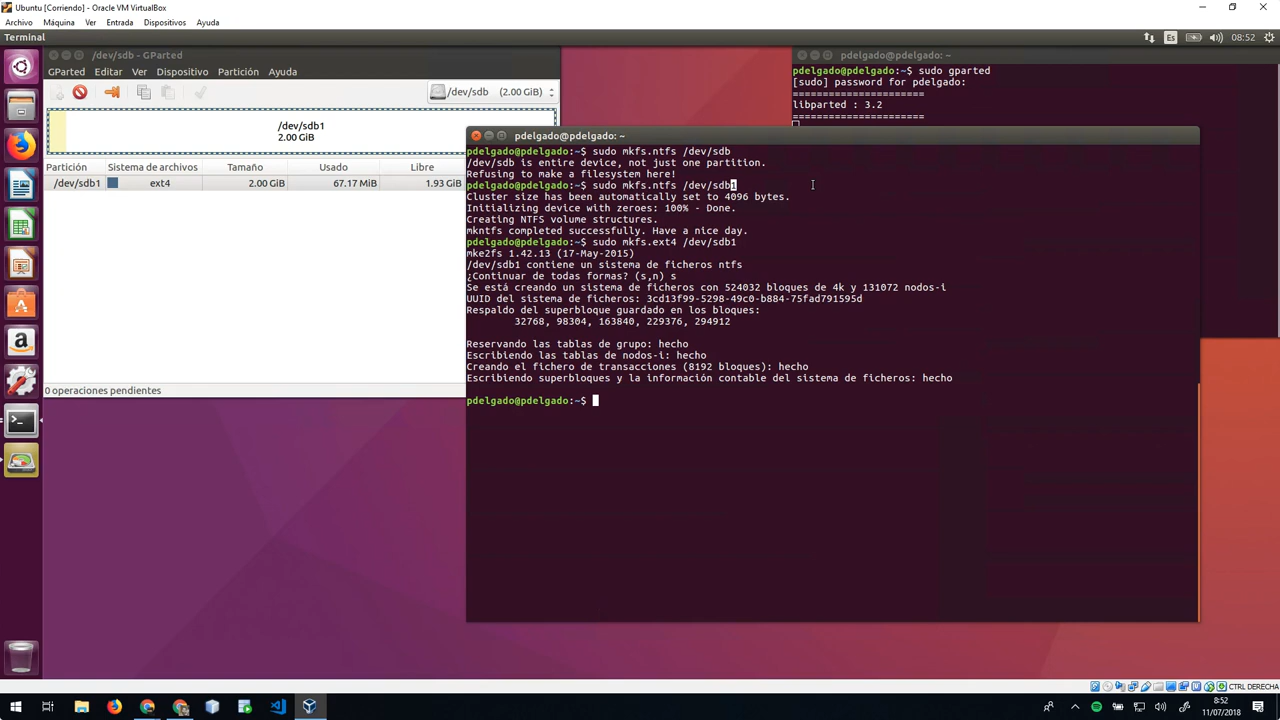 Ubuntu [Corriendo] - Oracle VM VirtualBox
Archivo Máquina Ver Entrada Dispositivos Ayuda
Terminal
Es
08:52
/dev/sdb - GParted
GParted Editar Ver Dispositivo Partición Ayuda
/dev/sdb (2.00 GiB)
/dev/sdb1
2.00 GiB
Partición Sistema de archivos Tamaño Usado Libre
/dev/sdb1 ext4 2.00 GiB 67.17 MiB 1.93 GiB
0 operaciones pendientes
pdelgado@pdelgado: ~
pdelgado@pdelgado:~$ sudo gparted
[sudo] password for pdelgado:
======================
libparted : 3.2
======================
pdelgado@pdelgado: ~
pdelgado@pdelgado:~$ sudo mkfs.ntfs /dev/sdb
/dev/sdb is entire device, not just one partition.
Refusing to make a filesystem here!
pdelgado@pdelgado:~$ sudo mkfs.ntfs /dev/sdb1
Cluster size has been automatically set to 4096 bytes.
Initializing device with zeroes: 100% - Done.
Creating NTFS volume structures.
mkntfs completed successfully. Have a nice day.
pdelgado@pdelgado:~$ sudo mkfs.ext4 /dev/sdb1
mke2fs 1.42.13 (17-May-2015)
/dev/sdb1 contiene un sistema de ficheros ntfs
¿Continuar de todas formas? (s,n) s
Se está creando un sistema de ficheros con 524032 bloques de 4k y 131072 nodos-i
UUID del sistema de ficheros: 3cd13f99-5298-49c0-b884-75fad791595d
Respaldo del superbloque guardado en los bloques:
32768, 98304, 163840, 229376, 294912
Reservando las tablas de grupo: hecho
Escribiendo las tablas de nodos-i: hecho
Creando el fichero de transacciones (8192 bloques): hecho
Escribiendo superbloques y la información contable del sistema de ficheros: hecho
pdelgado@pdelgado:~$
CTRL DERECHA
8:52
11/07/2018